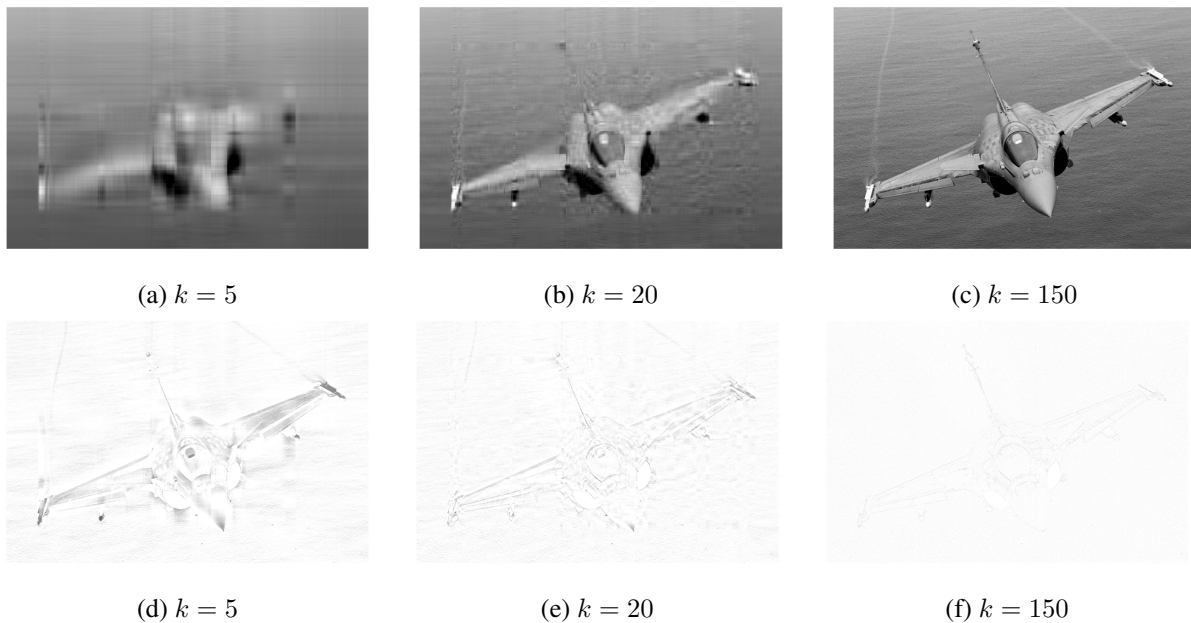 (a) k = 5
(b) k = 20
(c) k = 150
(d) k = 5
(e) k = 20
(f) k = 150